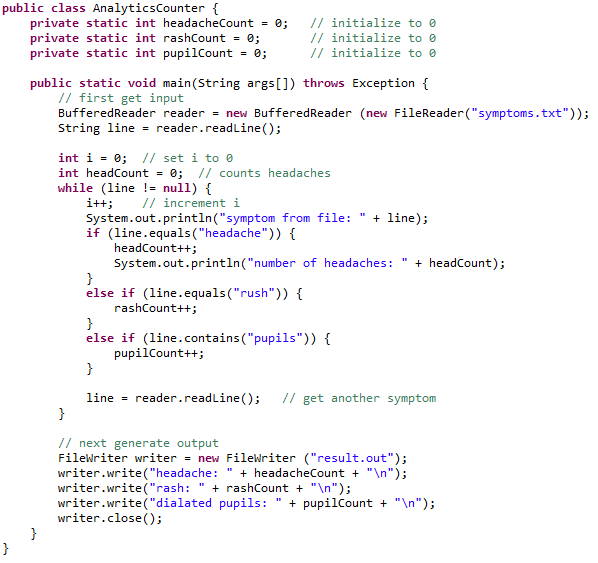 public class AnalyticsCounter {
    private static int headacheCount = 0;   // initialize to 0
    private static int rashCount = 0;       // initialize to 0
    private static int pupilCount = 0;      // initialize to 0

    public static void main(String args[]) throws Exception {
        // first get input
        BufferedReader reader = new BufferedReader (new FileReader("symptoms.txt"));
        String line = reader.readLine();

        int i = 0;  // set i to 0
        int headCount = 0;  // counts headaches
        while (line != null) {
            i++;    // increment i
            System.out.println("symptom from file: " + line);
            if (line.equals("headache")) {
                headCount++;
                System.out.println("number of headaches: " + headCount);
            }
            else if (line.equals("rush")) {
                rashCount++;
            }
            else if (line.contains("pupils")) {
                pupilCount++;
            }

            line = reader.readLine();   // get another symptom
        }

        // next generate output
        FileWriter writer = new FileWriter ("result.out");
        writer.write("headache: " + headacheCount + "\n");
        writer.write("rash: " + rashCount + "\n");
        writer.write("dialated pupils: " + pupilCount + "\n");
        writer.close();
    }
}